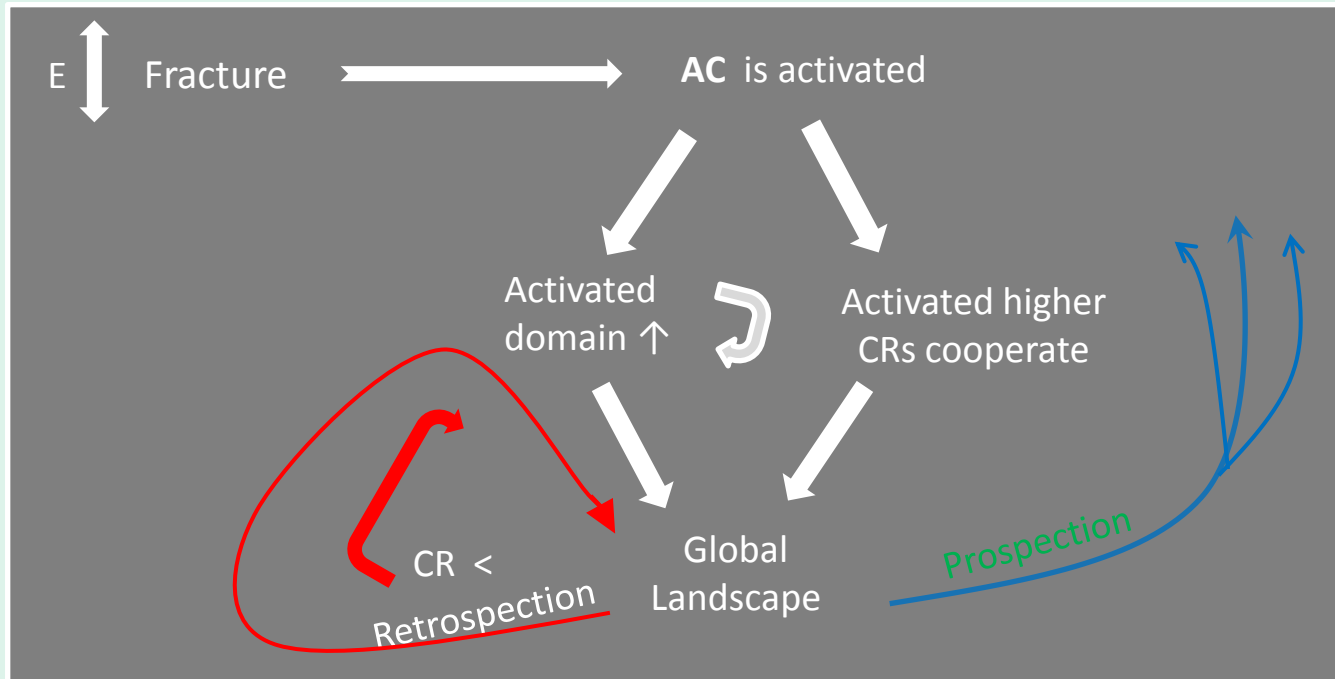 E Fracture
AC is activated
Activated
domain ↑
Activated higher
CRs cooperate
CR <
Retrospection
Global
Landscape
Prospection